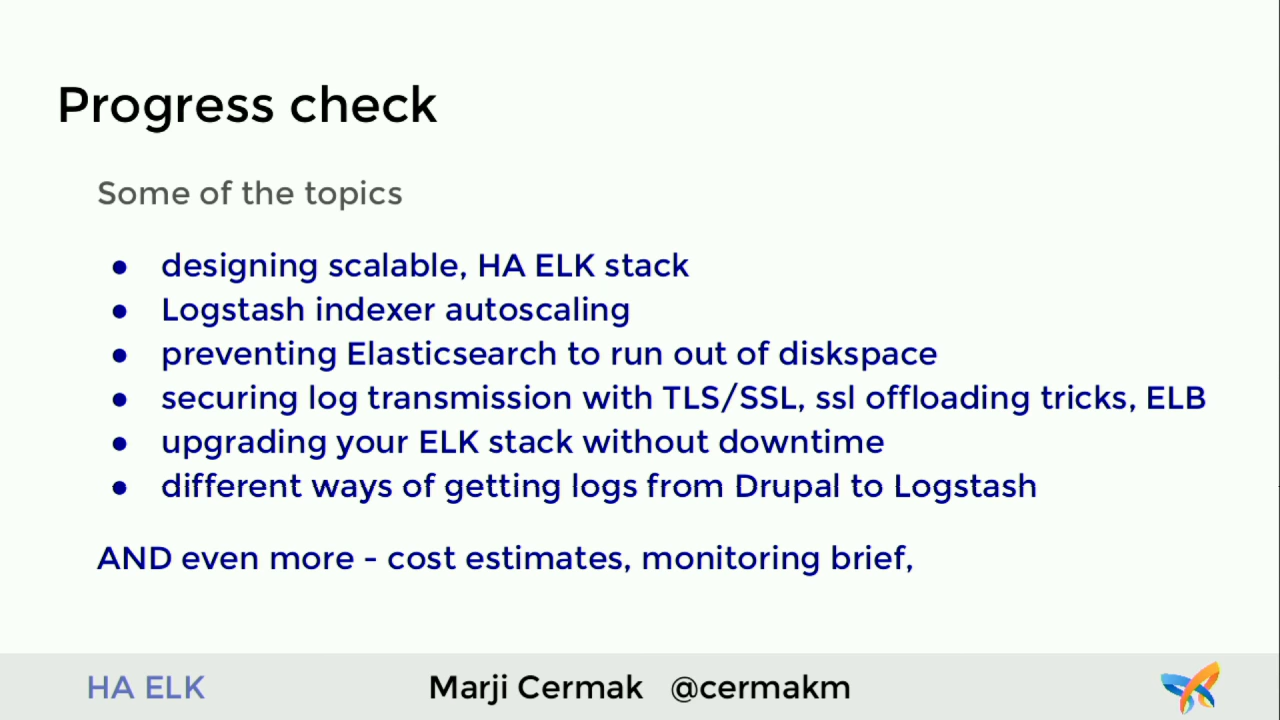 Progress check
Some of the topics
● designing scalable, HA ELK stack
● Logstash indexer autoscaling
● preventing Elasticsearch to run out of diskspace
● securing log transmission with TLS/SSL, ssl offloading tricks, ELB
● upgrading your ELK stack without downtime
● different ways of getting logs from Drupal to Logstash
AND even more - cost estimates, monitoring brief,
HA ELK Marji Cermak @cermakm